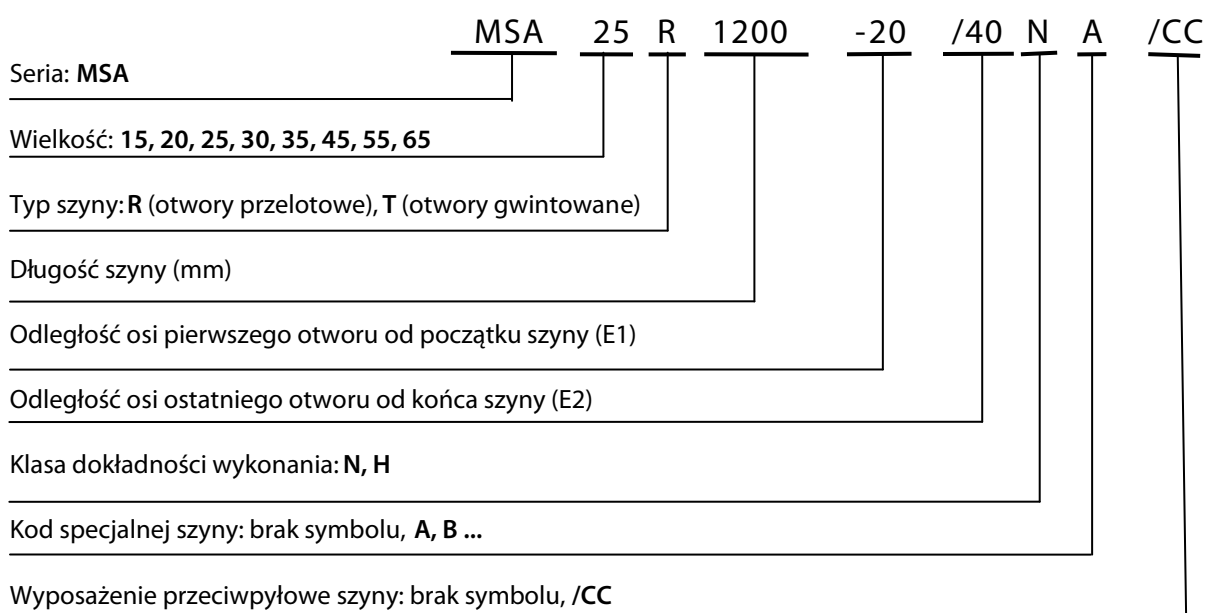 MSA 25 R 1200 -20 /40 N A /CC
Seria: MSA
Wielkość: 15, 20, 25, 30, 35, 45, 55, 65
Typ szyny: R (otwory przelotowe), T (otwory gwintowane)
Długość szyny (mm)
Odległość osi pierwszego otworu od początku szyny (E1)
Odległość osi ostatniego otworu od końca szyny (E2)
Klasa dokładności wykonania: N, H
Kod specjalnej szyny: brak symbolu, A, B ...
Wyposażenie przeciwpyłowe szyny: brak symbolu, /CC